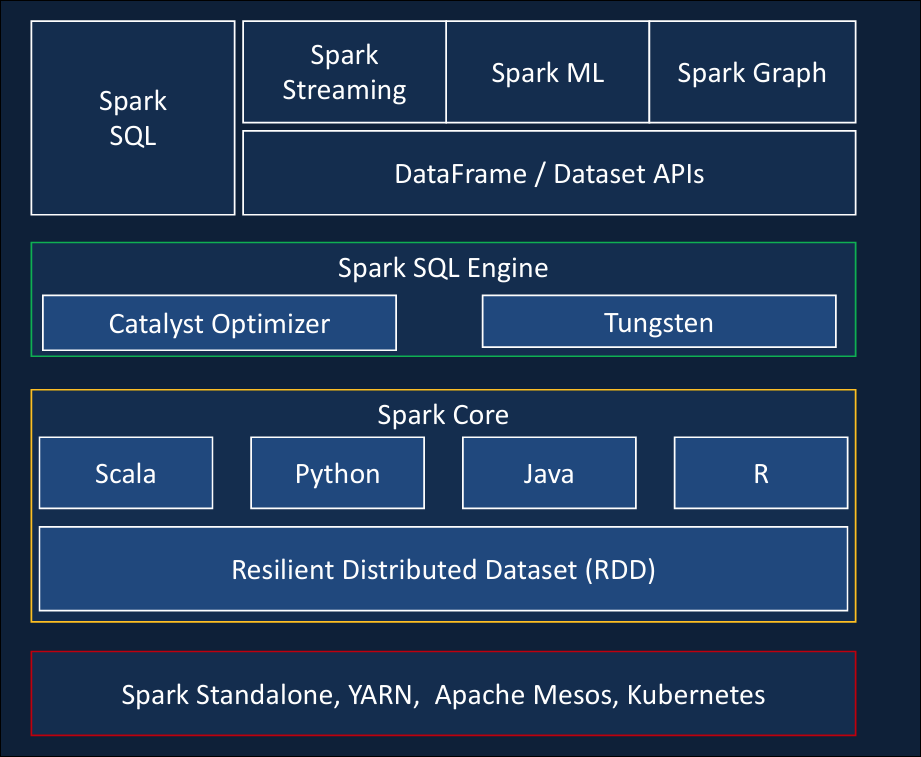 Spark
SQL
Spark
Streaming
Spark ML
Spark Graph
DataFrame / Dataset APIs
Spark SQL Engine
Catalyst Optimizer
Tungsten
Spark Core
Scala
Python
Java
R
Resilient Distributed Dataset (RDD)
Spark Standalone, YARN,  Apache Mesos, Kubernetes